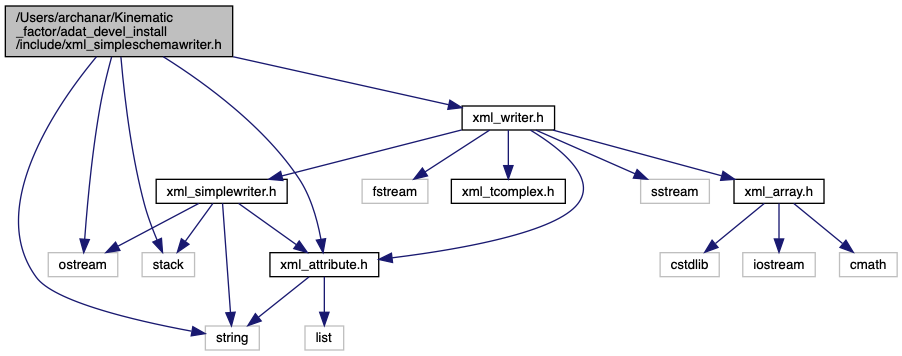 /Users/archanar/Kinematic
_factor/adat_devel_install
/include/xml_simpleschemawriter.h
xml_writer.h
xml_simplewriter.h
fstream
xml_tcomplex.h
sstream
xml_array.h
ostream
stack
xml_attribute.h
cstdlib
iostream
cmath
string
list